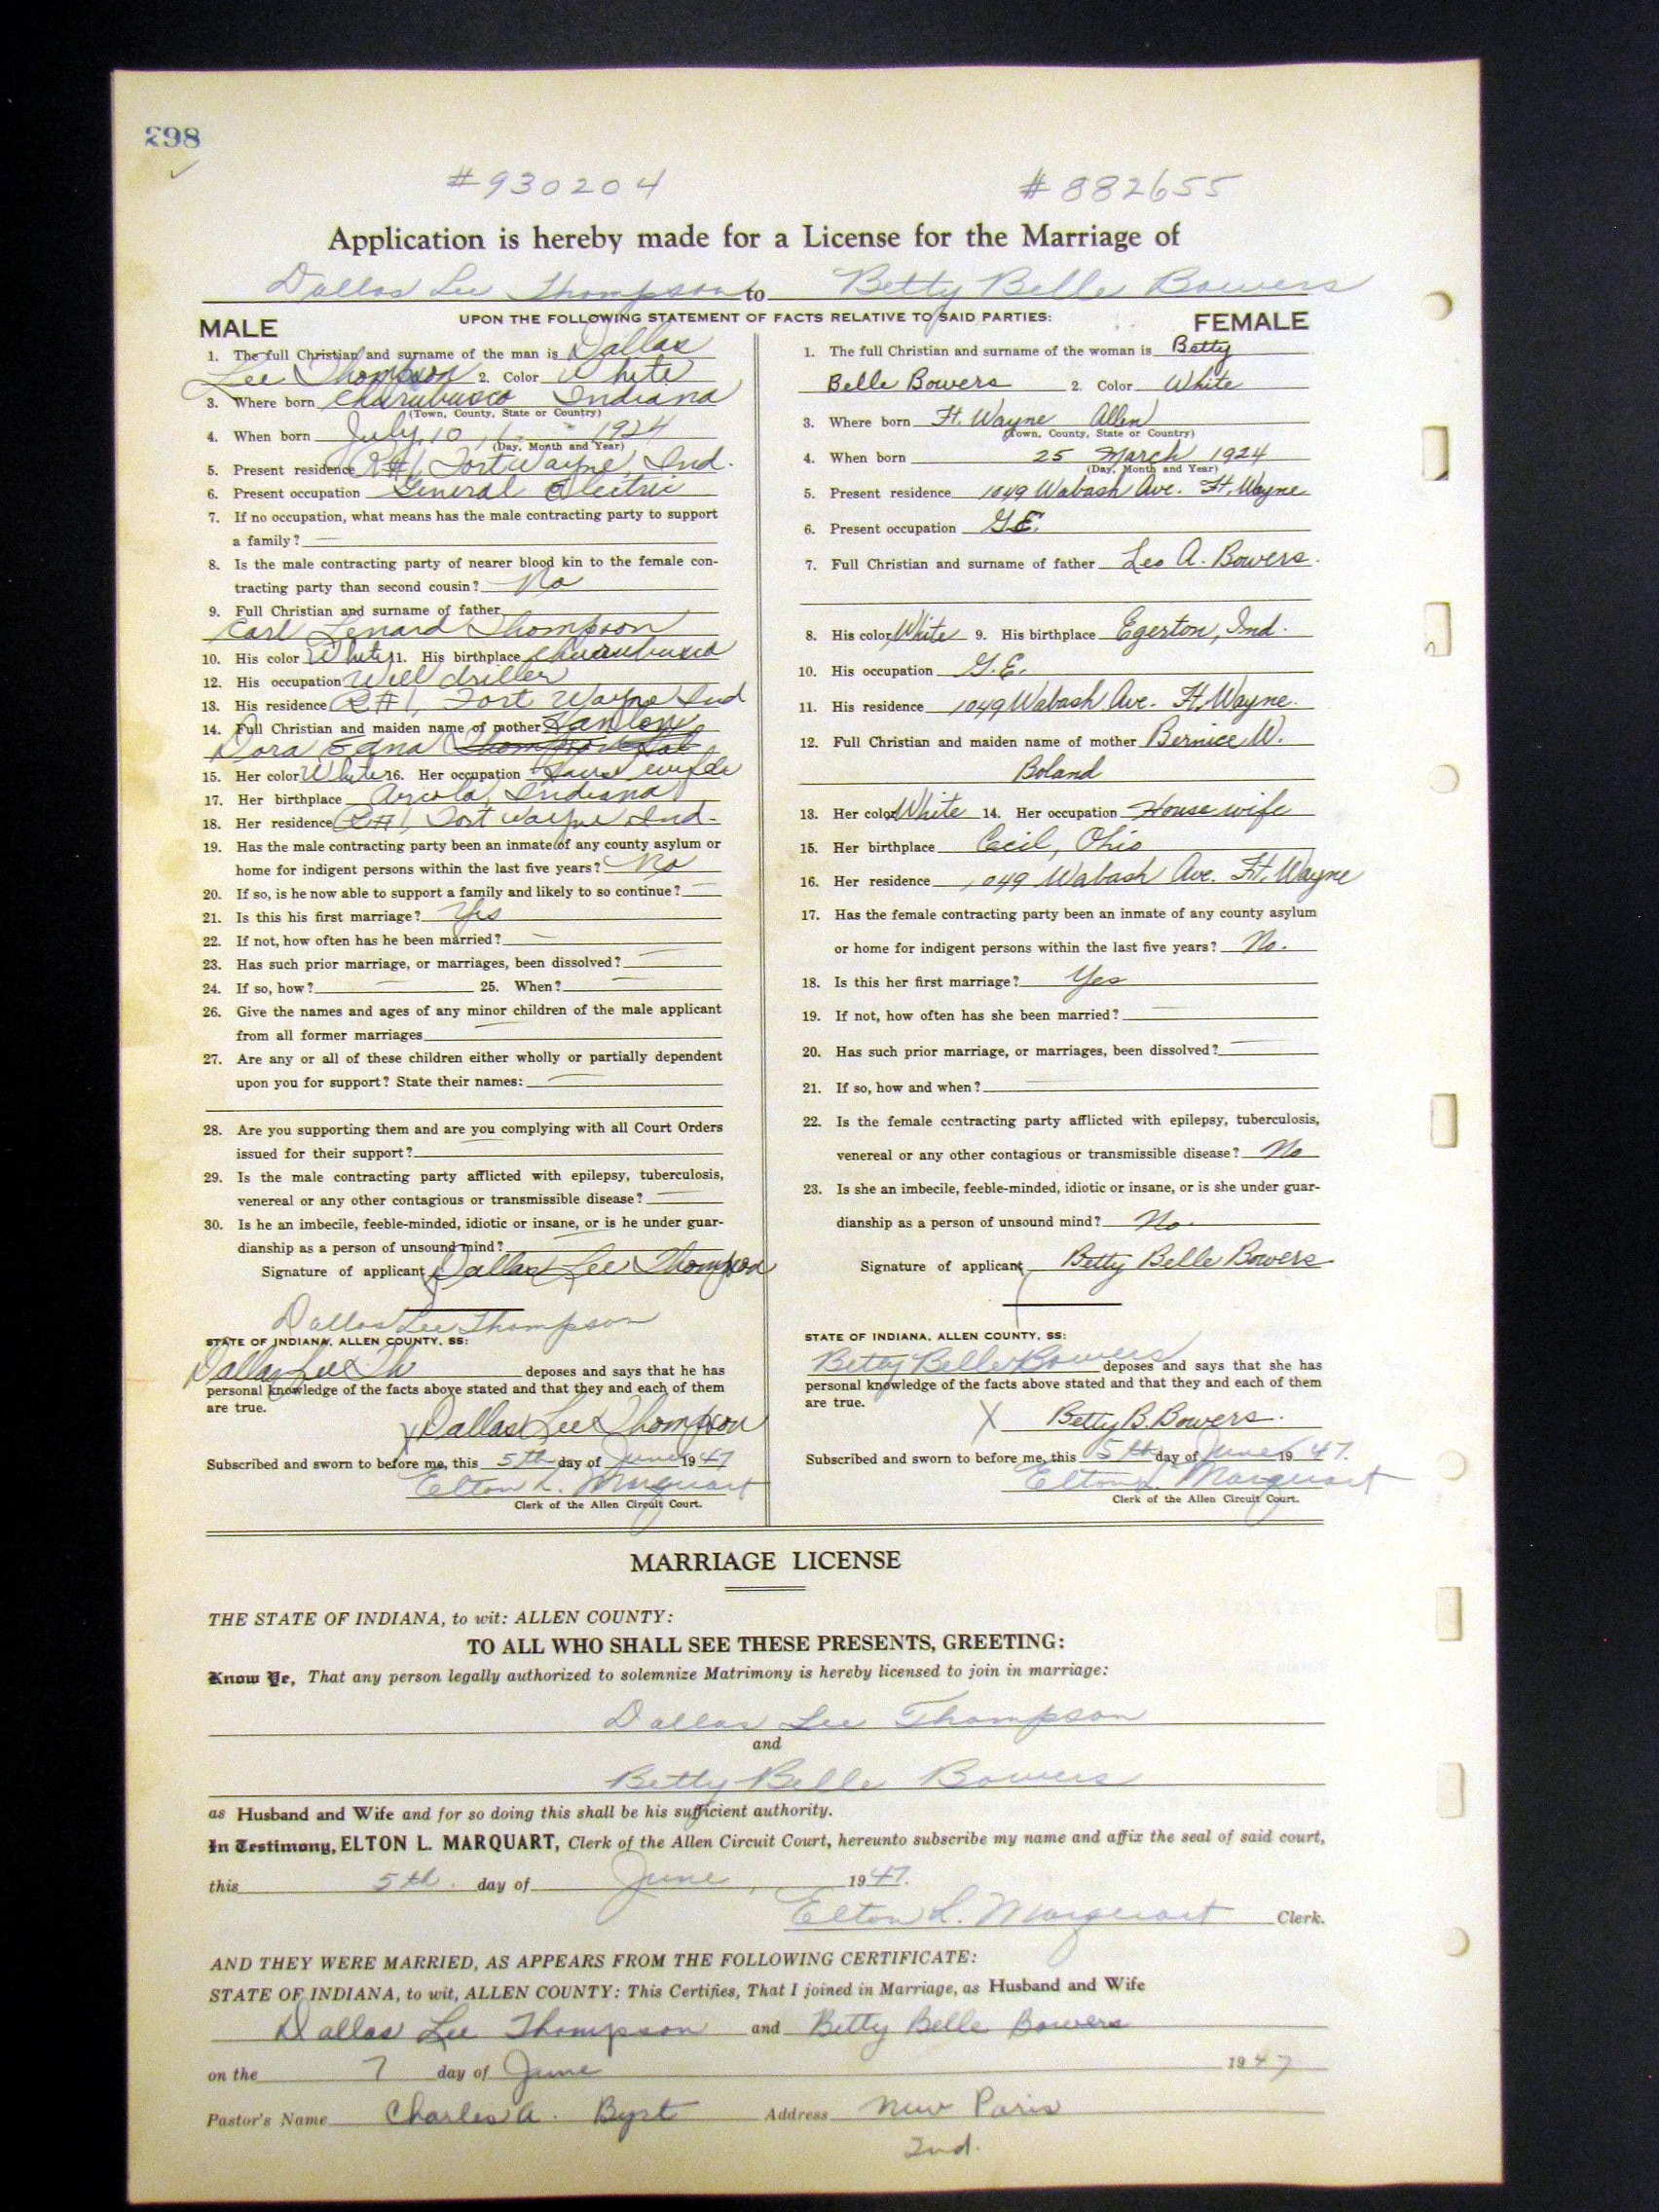 298
#930204 #882655
Application is hereby made for a License for the Marriage of
Dallas Lee Thompson to Betty Belle Bowers
UPON THE FOLLOWING STATEMENT OF FACTS RELATIVE TO SAID PARTIES:
MALE
1. The full Christian and surname of the man is Dallas
Lee Thompson 2. Color White
3. Where born Churubusco Indiana
(Town, County, State or Country)
4. When born July 10, 1924
(Day, Month and Year)
5. Present residence R#1, Fort Wayne, Ind.
6. Present occupation General Electric
7. If no occupation, what means has the male contracting party to support
a family?
8. Is the male contracting party of nearer blood kin to the female con-
tracting party than second cousin? No
9. Full Christian and surname of father
Carl Lenard Thompson
10. His color White 11. His birthplace Churubusco
12. His occupation Well driller
13. His residence R#1, Fort Wayne Ind
14. Full Christian and maiden name of mother Hanlon
Dora Edna Thompson
15. Her color White 16. Her occupation House wife
17. Her birthplace Arcola, Indiana
18. Her residence R#1, Fort Wayne Ind.
19. Has the male contracting party been an inmate of any county asylum or
home for indigent persons within the last five years? No
20. If so, is he now able to support a family and likely to so continue?
21. Is this his first marriage? Yes
22. If not, how often has he been married?
23. Has such prior marriage, or marriages, been dissolved?
24. If so, how? 25. When?
26. Give the names and ages of any minor children of the male applicant
from all former marriages
27. Are any or all of these children either wholly or partially dependent
upon you for support? State their names:
28. Are you supporting them and are you complying with all Court Orders
issued for their support?
29. Is the male contracting party afflicted with epilepsy, tuberculosis,
venereal or any other contagious or transmissible disease?
30. Is he an imbecile, feeble-minded, idiotic or insane, or is he under guar-
dianship as a person of unsound mind?
Signature of applicant Dallas Lee Thompson
Dallas Lee Thompson
STATE OF INDIANA, ALLEN COUNTY, SS:
Dallas Lee Th deposes and says that he has
personal knowledge of the facts above stated and that they and each of them
are true.
X Dallas Lee Thompson
Subscribed and sworn to before me, this 5th day of June 1947
Elton L. Marquart
Clerk of the Allen Circuit Court.
FEMALE
1. The full Christian and surname of the woman is Betty
Belle Bowers 2. Color White
3. Where born Ft. Wayne Allen
(Town, County, State or Country)
4. When born 25 March 1924
(Day, Month and Year)
5. Present residence 1049 Wabash Ave. Ft. Wayne
6. Present occupation G.E.
7. Full Christian and surname of father Leo A. Bowers.
8. His color White 9. His birthplace Egerton, Ind.
10. His occupation G.E.
11. His residence 1049 Wabash Ave. Ft. Wayne.
12. Full Christian and maiden name of mother Bernice W.
Boland
13. Her color White 14. Her occupation House wife
15. Her birthplace Cecil, Ohio
16. Her residence 1049 Wabash Ave. Ft. Wayne
17. Has the female contracting party been an inmate of any county asylum
or home for indigent persons within the last five years? No.
18. Is this her first marriage? Yes
19. If not, how often has she been married?
20. Has such prior marriage, or marriages, been dissolved?
21. If so, how and when?
22. Is the female contracting party afflicted with epilepsy, tuberculosis,
venereal or any other contagious or transmissible disease? No
23. Is she an imbecile, feeble-minded, idiotic or insane, or is she under guar-
dianship as a person of unsound mind? No.
Signature of applicant Betty Belle Bowers
STATE OF INDIANA, ALLEN COUNTY, SS:
Betty Belle Bowers deposes and says that she has
personal knowledge of the facts above stated and that they and each of them
are true.
X Betty B. Bowers.
Subscribed and sworn to before me, this 5th day of June 1947.
Elton L. Marquart
Clerk of the Allen Circuit Court.
MARRIAGE LICENSE
THE STATE OF INDIANA, to wit: ALLEN COUNTY:
TO ALL WHO SHALL SEE THESE PRESENTS, GREETING:
Know Ye, That any person legally authorized to solemnize Matrimony is hereby licensed to join in marriage:
Dallas Lee Thompson
and
Betty Belle Bowers
as Husband and Wife and for so doing this shall be his sufficient authority.
In Testimony, ELTON L. MARQUART, Clerk of the Allen Circuit Court, hereunto subscribe my name and affix the seal of said court,
this 5th. day of June, 1947.
Elton L. Marquart Clerk.
AND THEY WERE MARRIED, AS APPEARS FROM THE FOLLOWING CERTIFICATE:
STATE OF INDIANA, to wit, ALLEN COUNTY: This Certifies, That I joined in Marriage, as Husband and Wife
Dallas Lee Thompson and Betty Belle Bowers
on the 7 day of June 1947
Pastor's Name Charles A. Byrt Address New Paris
Ind.